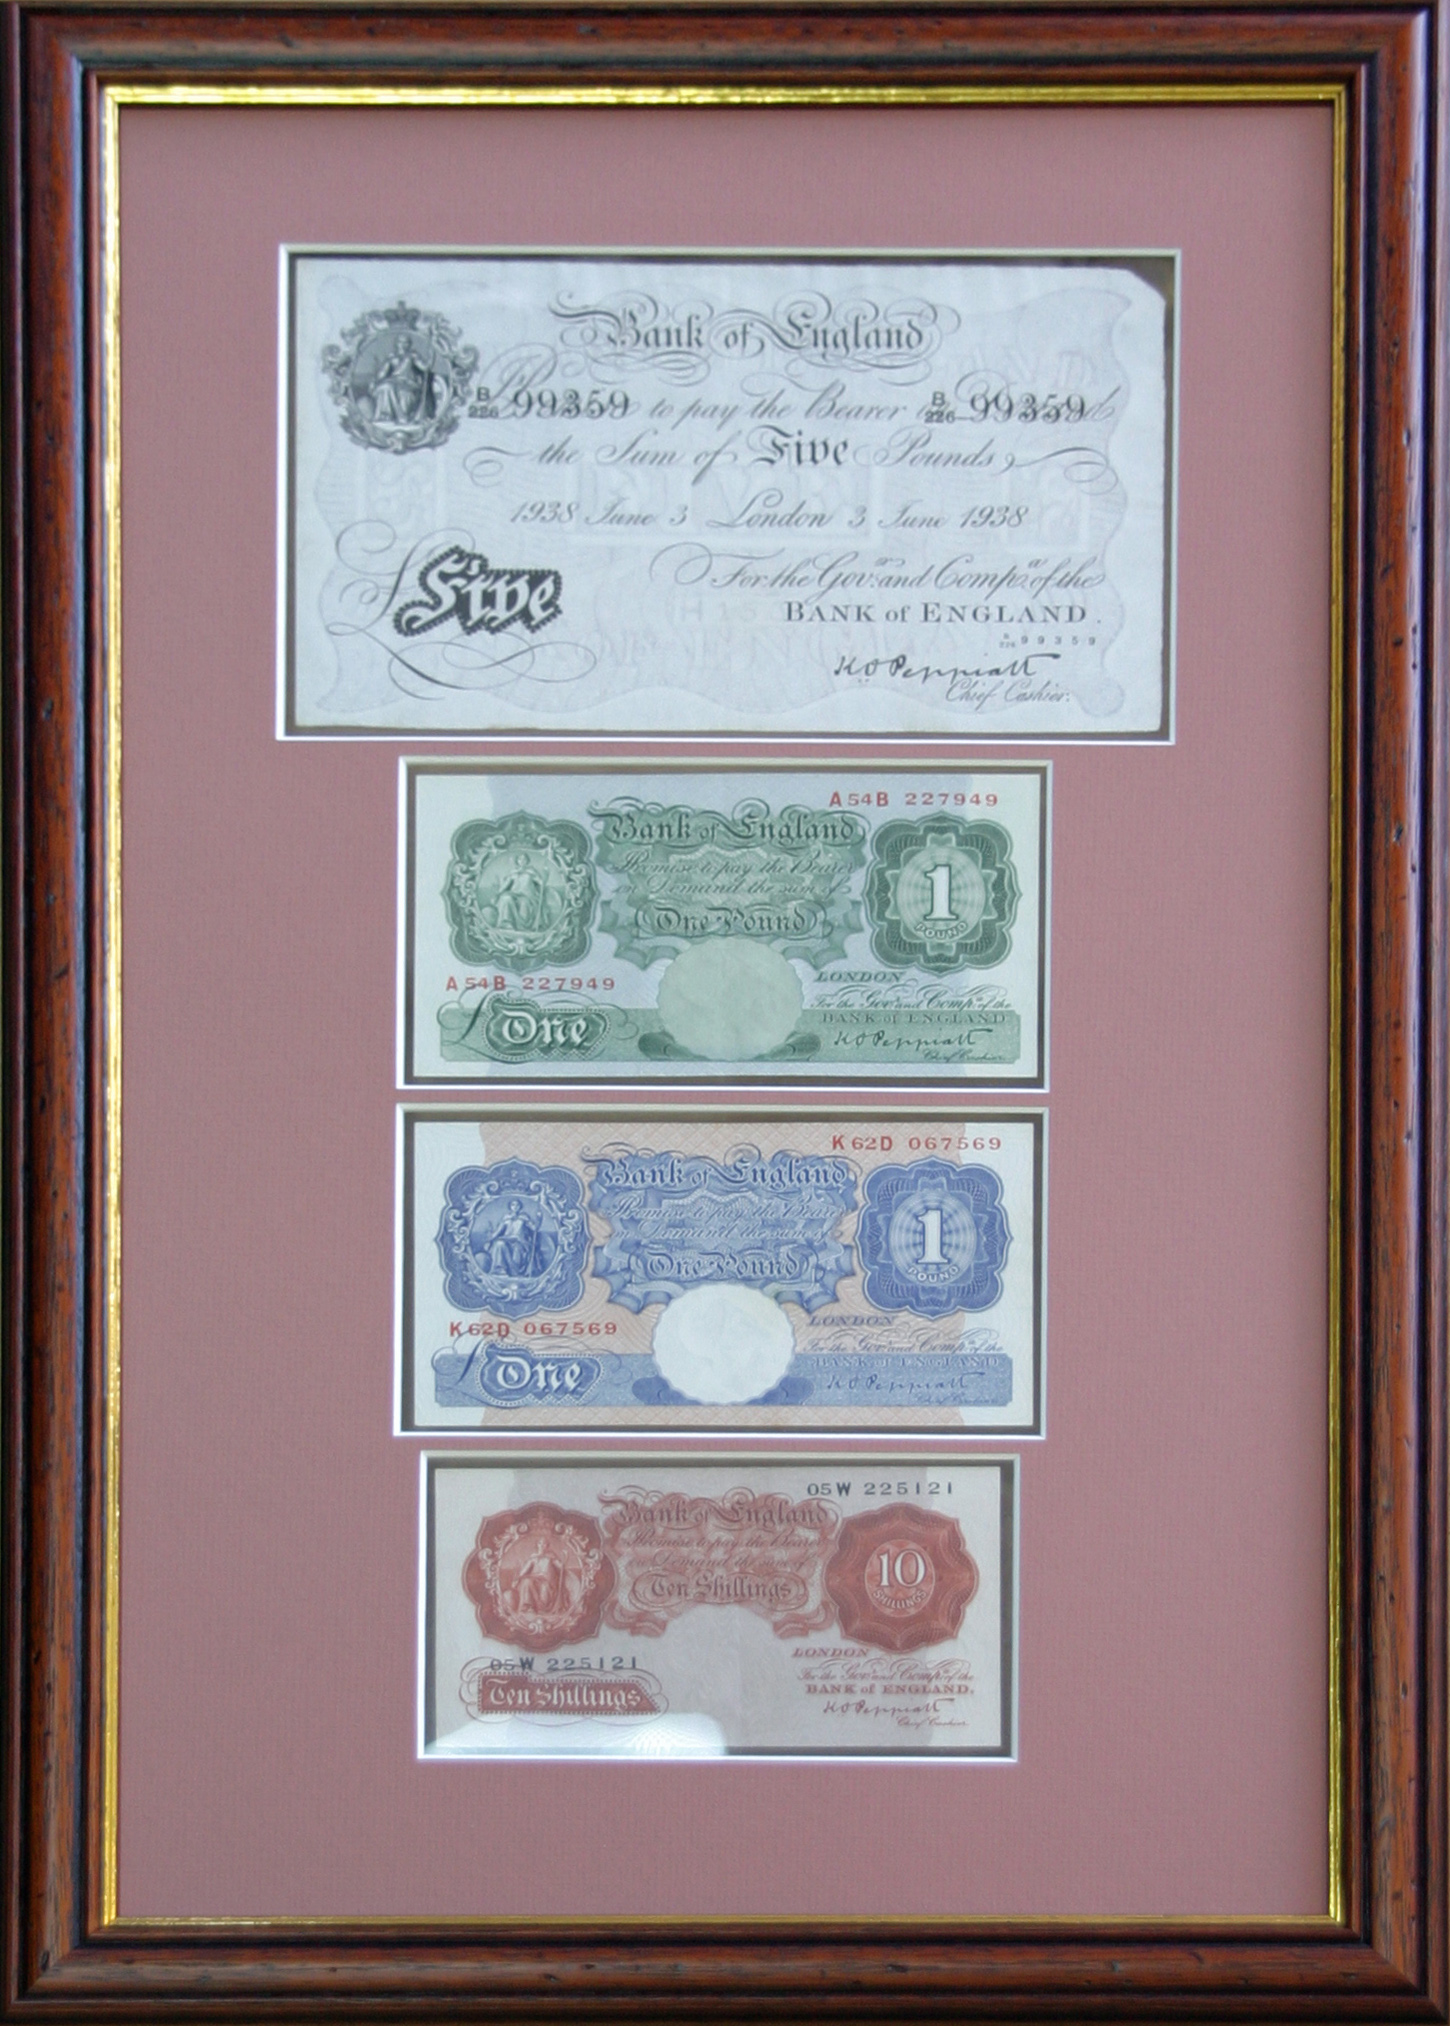 Bank of England
B/226 99359 to pay the Bearer B/226 99359
the Sum of Five Pounds
1938 June 3 London 3 June 1938
Five
For the Govr. and Compa. of the
BANK of ENGLAND.
B/226 99359
K O Peppiatt
Chief Cashier.
A54B 227949
Bank of England
Promise to pay the Bearer
on Demand the sum of
One Pound
1
POUND
A54B 227949
LONDON
For the Govr. and Compa. of the
BANK of ENGLAND
One
K O Peppiatt
Chief Cashier
K62D 067569
Bank of England
Promise to pay the Bearer
on Demand the sum of
One Pound
1
POUND
K62D 067569
LONDON
For the Govr. and Compa. of the
BANK of ENGLAND
One
K O Peppiatt
Chief Cashier
05W 225121
Bank of England
Promise to pay the Bearer
on Demand the sum of
Ten Shillings
10
SHILLINGS
LONDON
05W 225121
For the Govr. and Compa. of the
BANK of ENGLAND.
Ten Shillings
K O Peppiatt
Chief Cashier